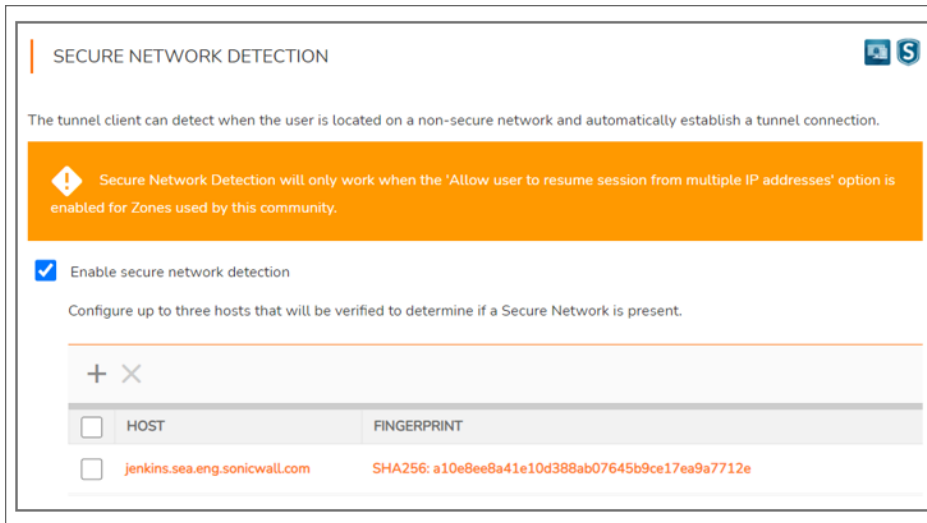 SECURE NETWORK DETECTION
The tunnel client can detect when the user is located on a non-secure network and automatically establish a tunnel connection.
Secure Network Detection will only work when the 'Allow user to resume session from multiple IP addresses' option is
enabled for Zones used by this community.
Enable secure network detection
Configure up to three hosts that will be verified to determine if a Secure Network is present.
HOST FINGERPRINT
jenkins.sea.eng.sonicwall.com SHA256: a10e8ee8a41e10d388ab07645b9ce17ea9a7712e